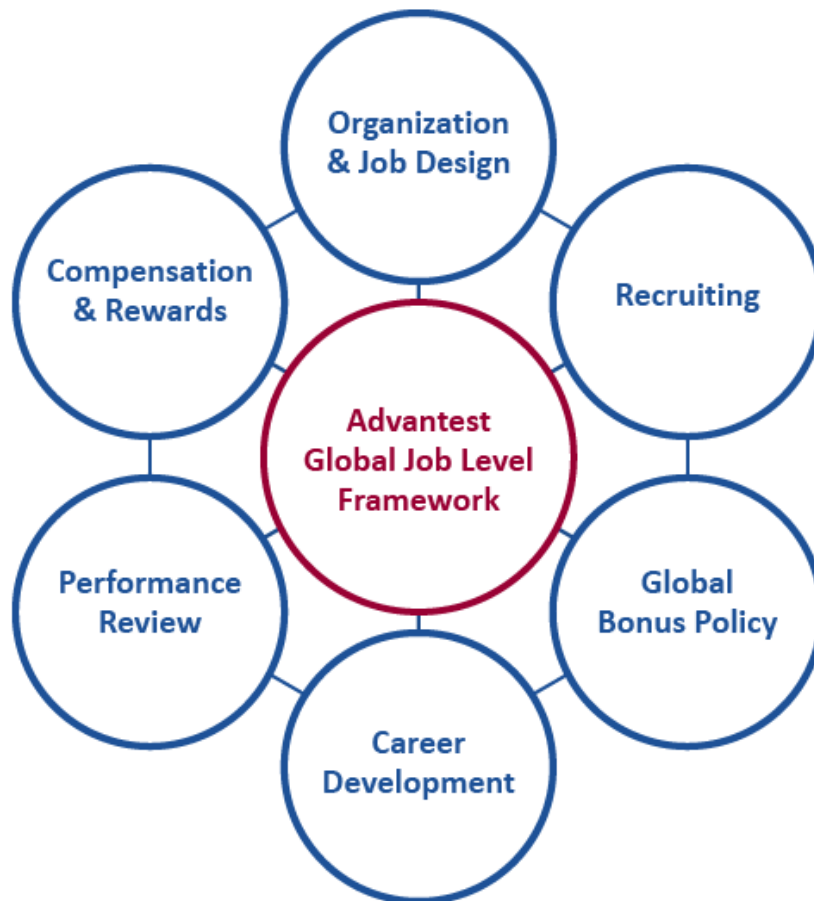 Organization
& Job Design
Compensation
& Rewards
Recruiting
Advantest
Global Job Level
Framework
Performance
Review
Global
Bonus Policy
Career
Development